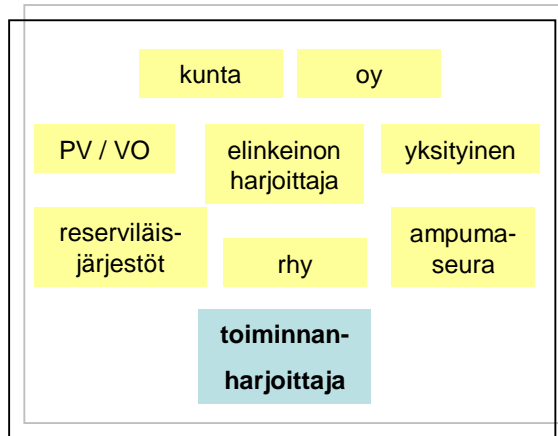 kunta
oy
PV / VO
elinkeinon
harjoittaja
yksityinen
reserviläis-
järjestöt
rhy
ampuma-
seura
toiminnan-
harjoittaja